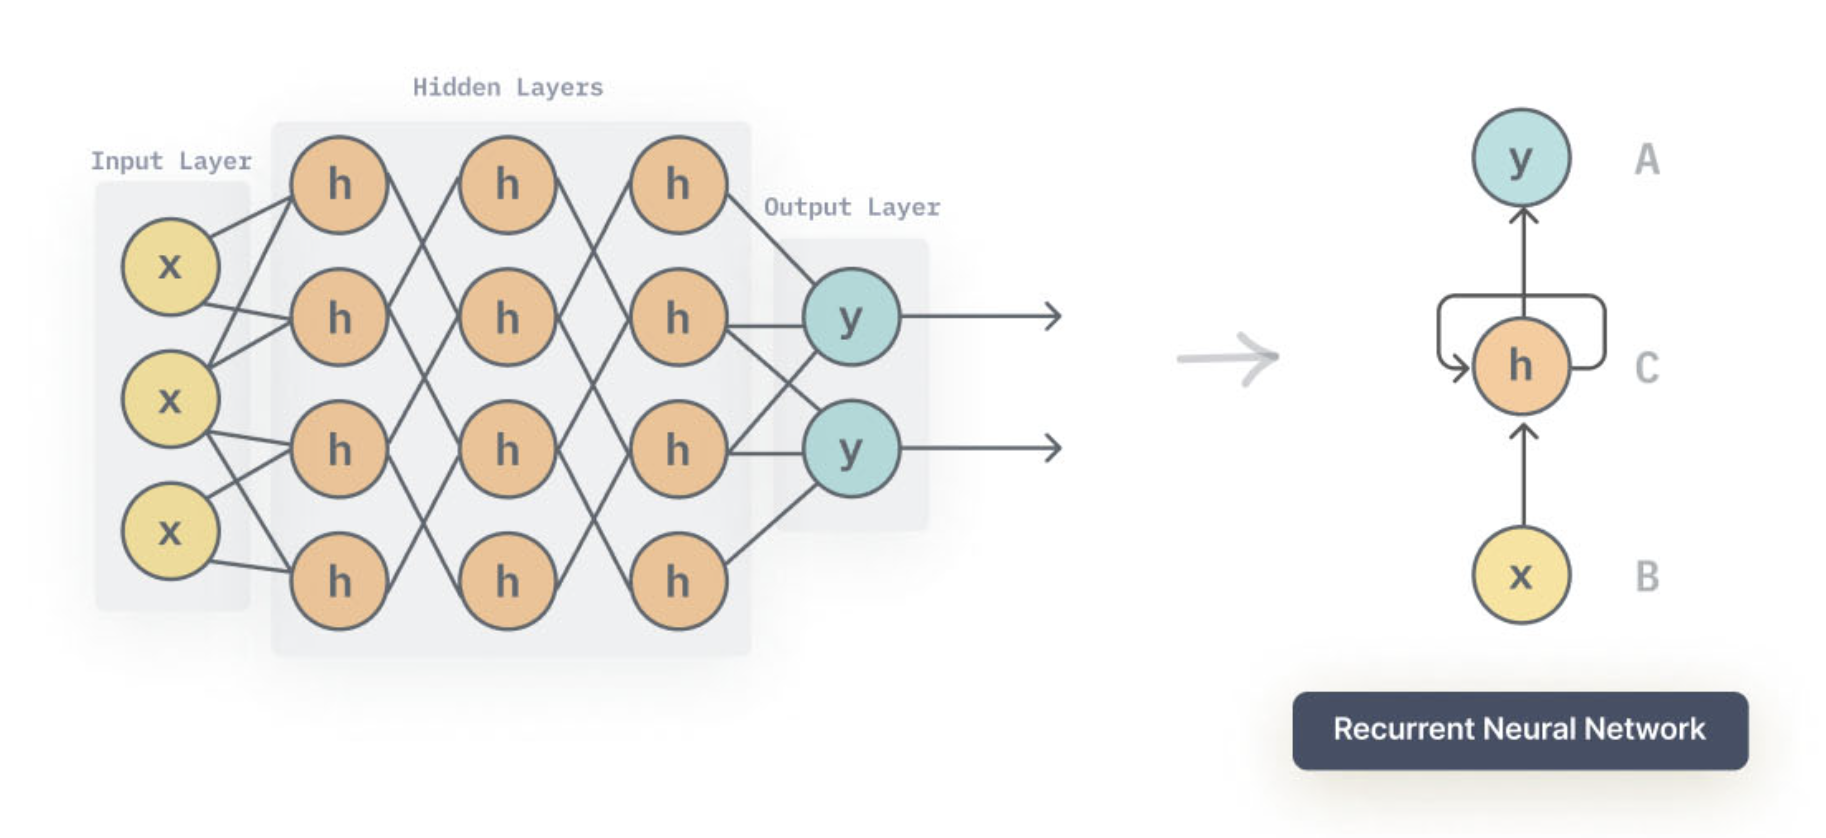 Hidden Layers
Input Layer
Output Layer
h h h
h h h
h h h
h h h
x
x
x
y
y
y A
h C
x B
Recurrent Neural Network